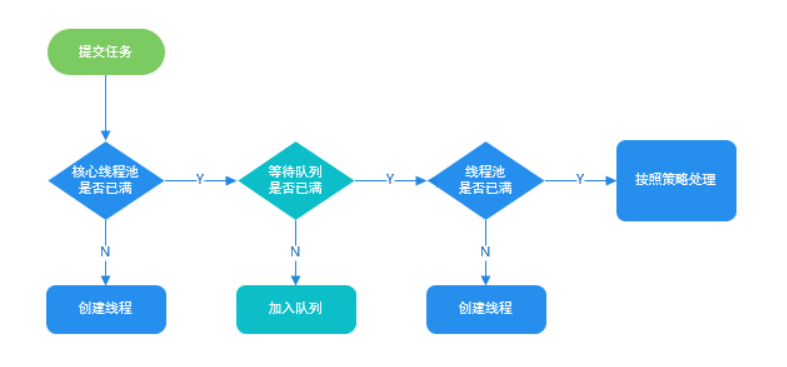 提交任务
核心线程池
是否已满
Y
等待队列
是否已满
Y
线程池
是否已满
Y
按照策略处理
N
N
N
创建线程
加入队列
创建线程